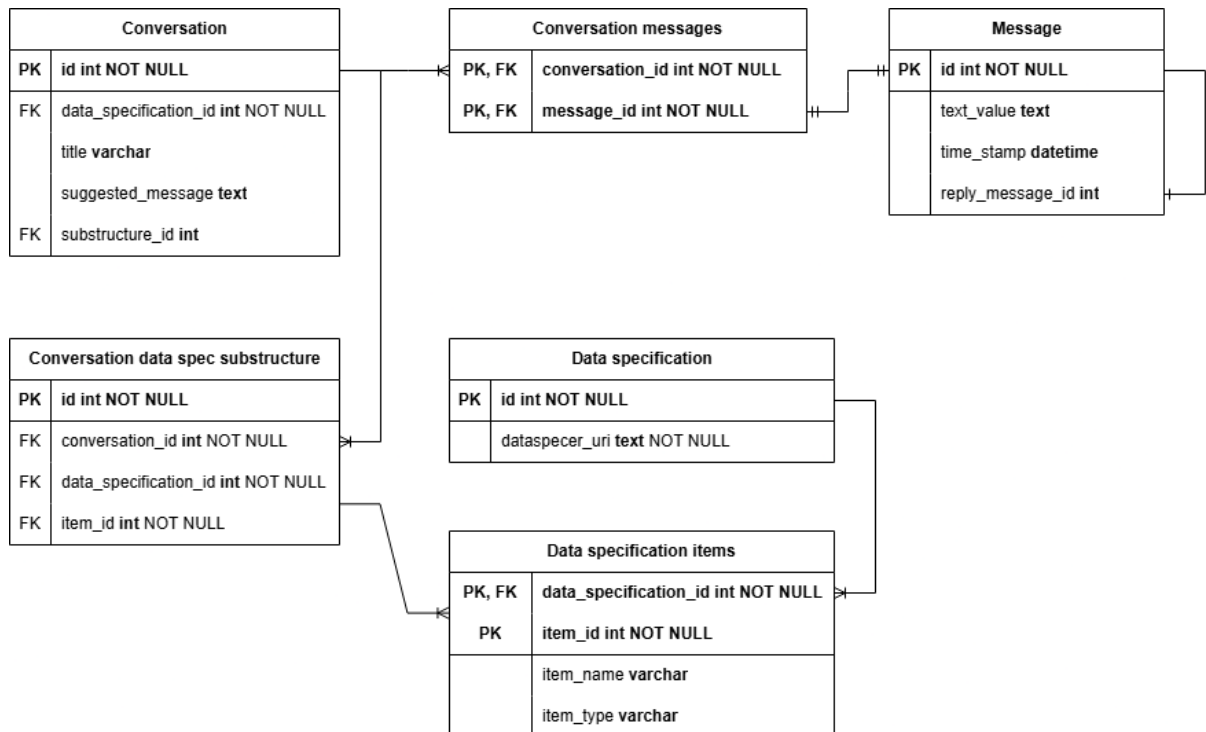 Conversation
PK id int NOT NULL
FK data_specification_id int NOT NULL
title varchar
suggested_message text
FK substructure_id int
Conversation messages
PK, FK conversation_id int NOT NULL
PK, FK message_id int NOT NULL
Message
PK id int NOT NULL
text_value text
time_stamp datetime
reply_message_id int
Conversation data spec substructure
PK id int NOT NULL
FK conversation_id int NOT NULL
FK data_specification_id int NOT NULL
FK item_id int NOT NULL
Data specification
PK id int NOT NULL
dataspecer_uri text NOT NULL
Data specification items
PK, FK data_specification_id int NOT NULL
PK item_id int NOT NULL
item_name varchar
item_type varchar